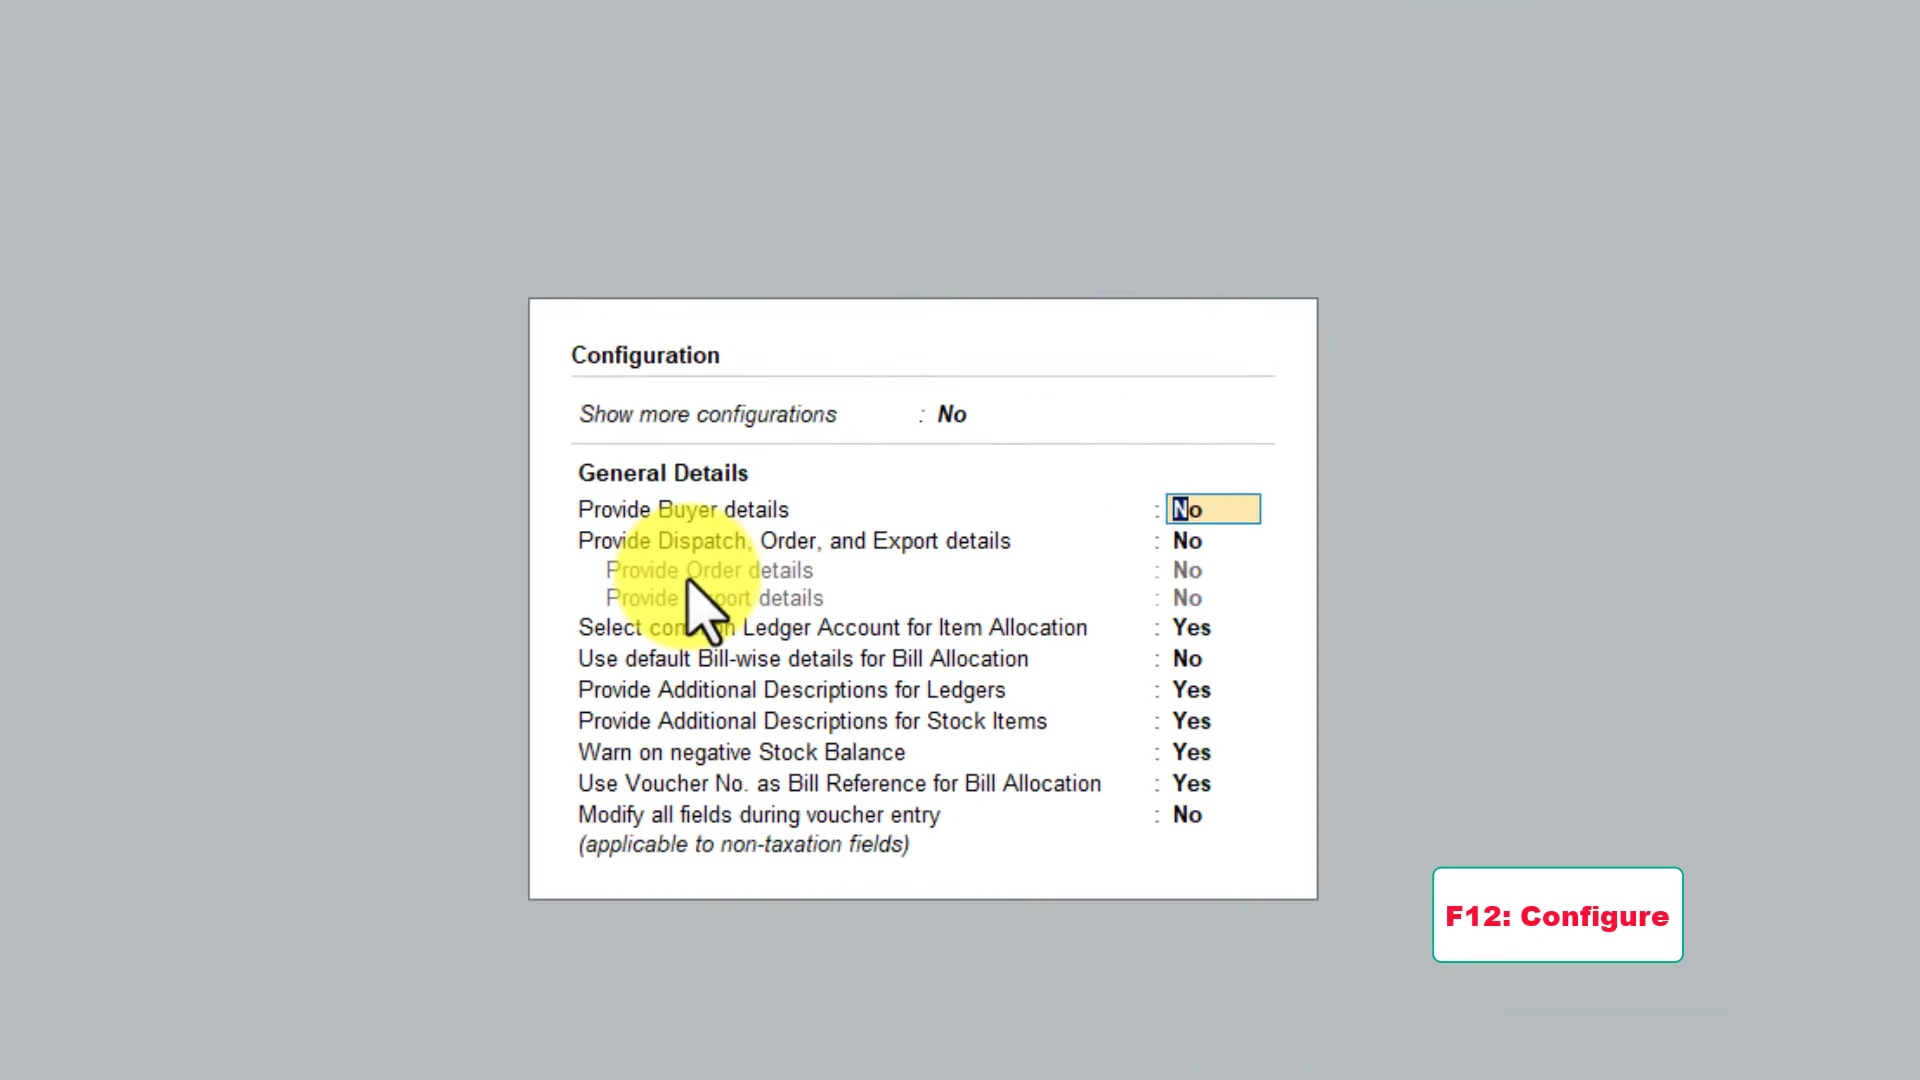 Configuration
Show more configurations : No
General Details
Provide Buyer details : No
Provide Dispatch, Order, and Export details : No
Provide Order details : No
Provide details : No
Select Ledger Account for Item Allocation : Yes
Use default Bill-wise details for Bill Allocation : No
Provide Additional Descriptions for Ledgers : Yes
Provide Additional Descriptions for Stock Items : Yes
Warn on negative Stock Balance : Yes
Use Voucher No. as Bill Reference for Bill Allocation : Yes
Modify all fields during voucher entry : No
(applicable to non-taxation fields)
F12: Configure